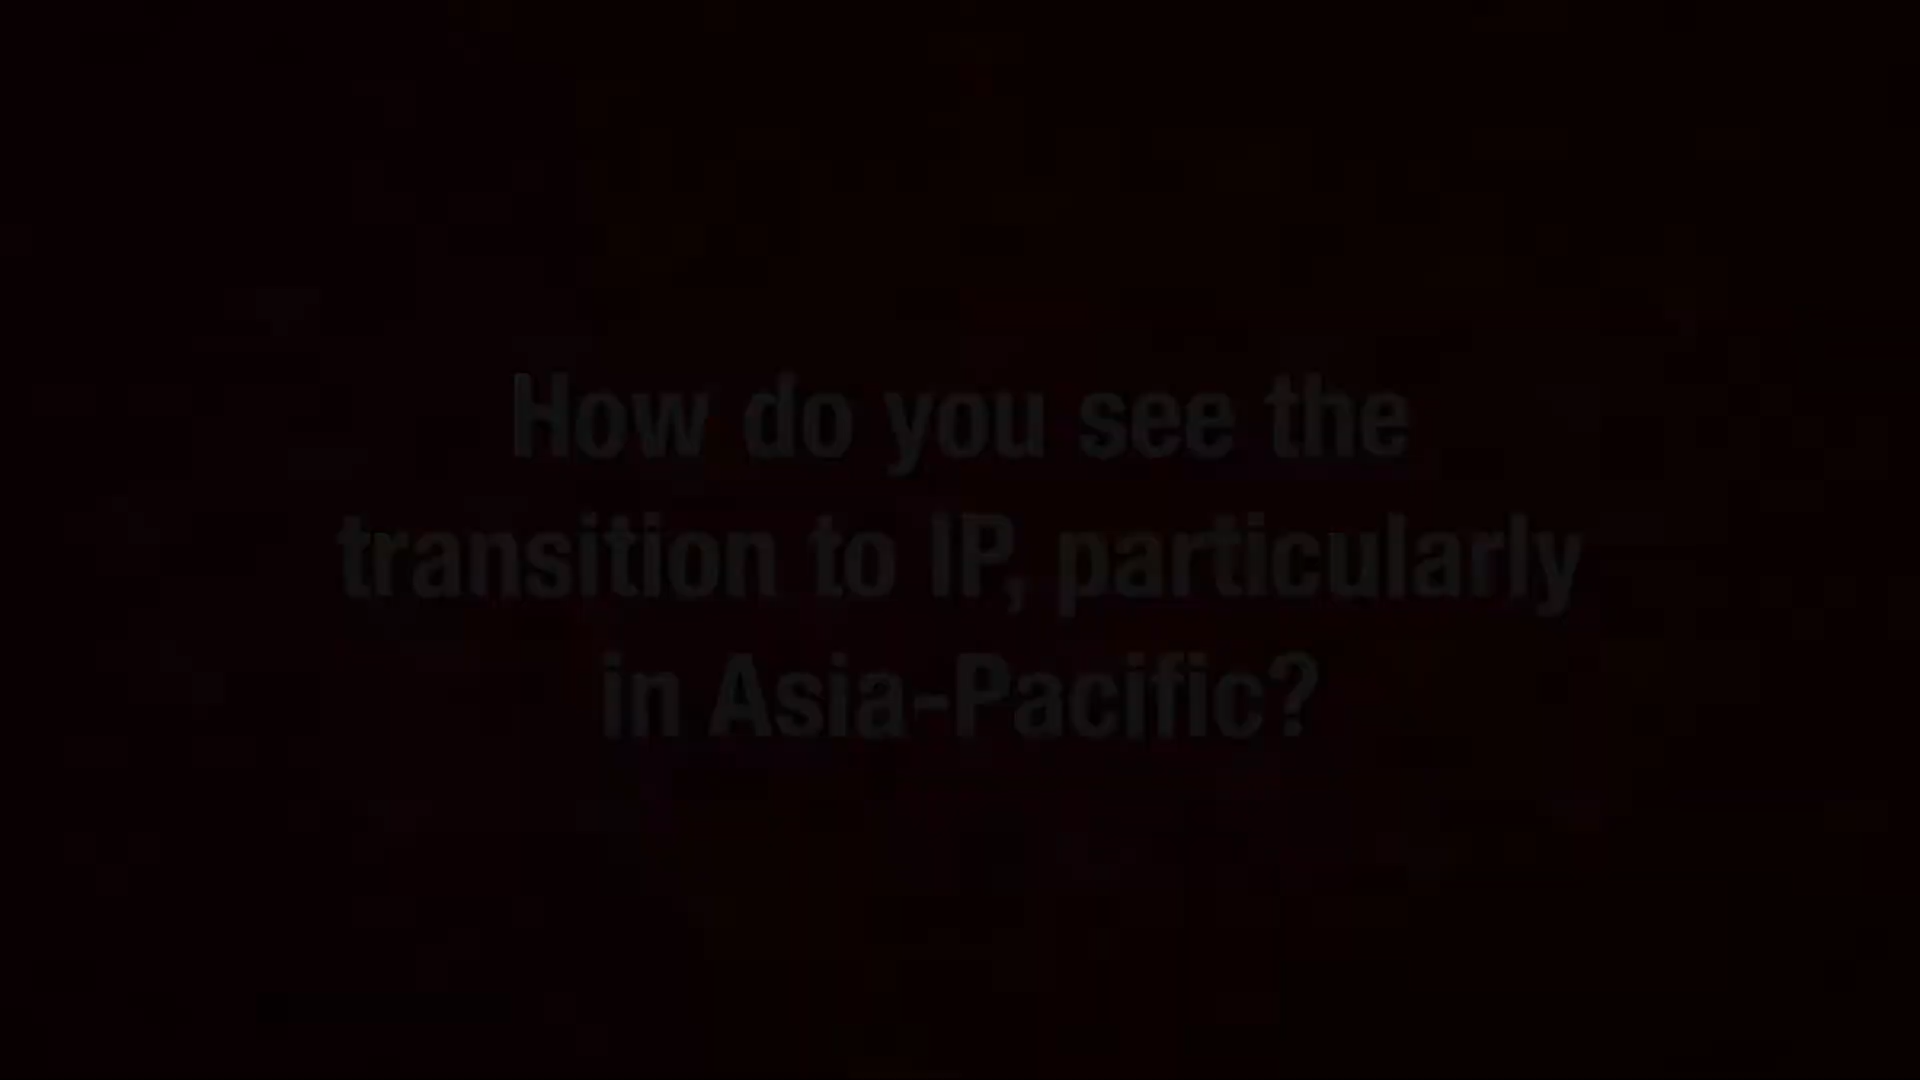 How do you see the
transition to IP, particularly
in Asia-Pacific?